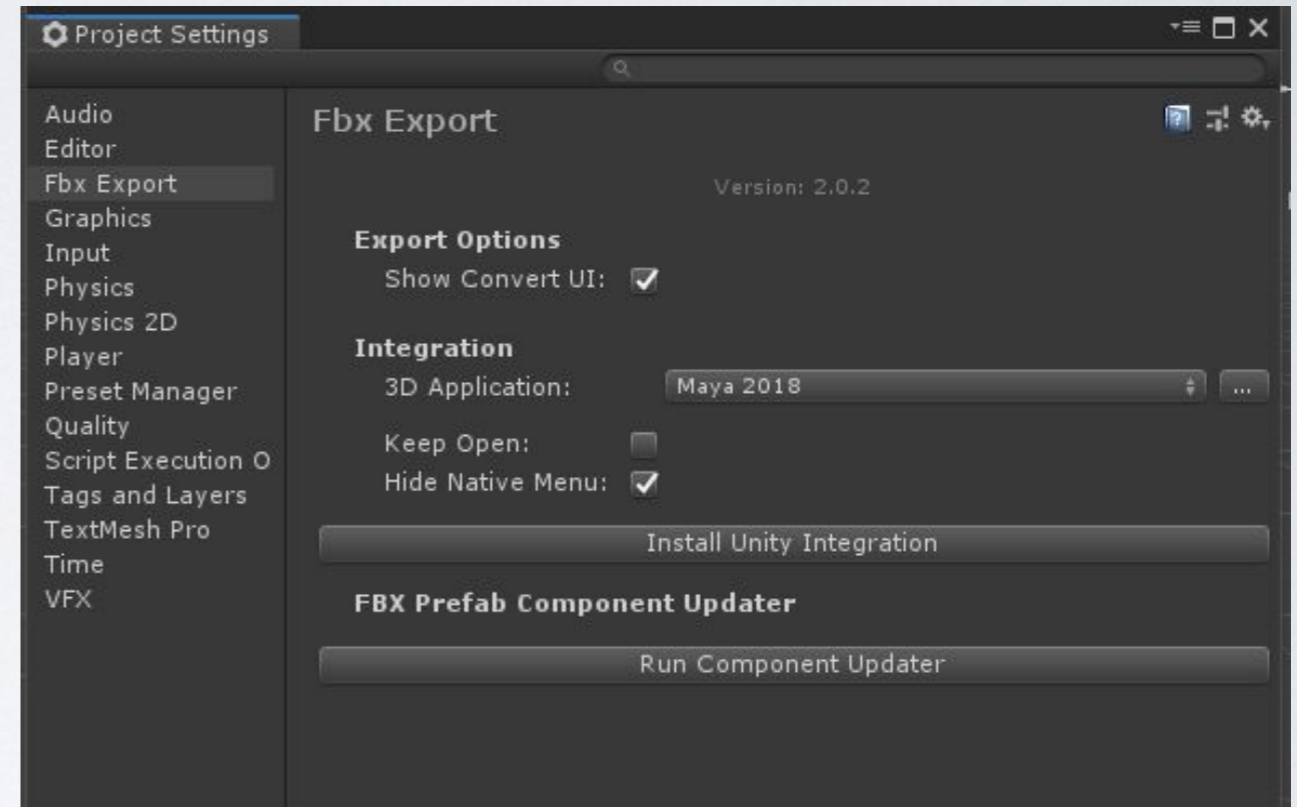 Project Settings
Audio
Editor
Fbx Export
Graphics
Input
Physics
Physics 2D
Player
Preset Manager
Quality
Script Execution O
Tags and Layers
TextMesh Pro
Time
VFX
Fbx Export
Version: 2.0.2
Export Options
Show Convert UI:
Integration
3D Application: Maya 2018 ...
Keep Open:
Hide Native Menu:
Install Unity Integration
FBX Prefab Component Updater
Run Component Updater